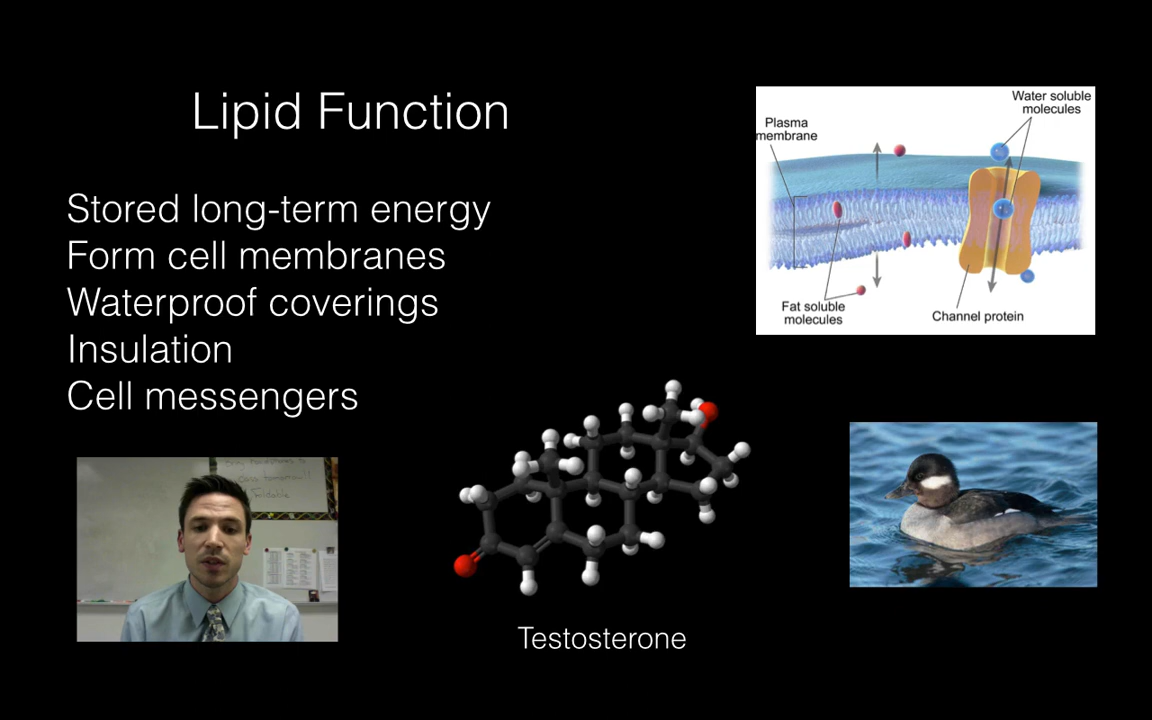 Lipid Function
Stored long-term energy
Form cell membranes
Waterproof coverings
Insulation
Cell messengers
Plasma
membrane
Water soluble
molecules
Fat soluble
molecules
Channel protein
Testosterone